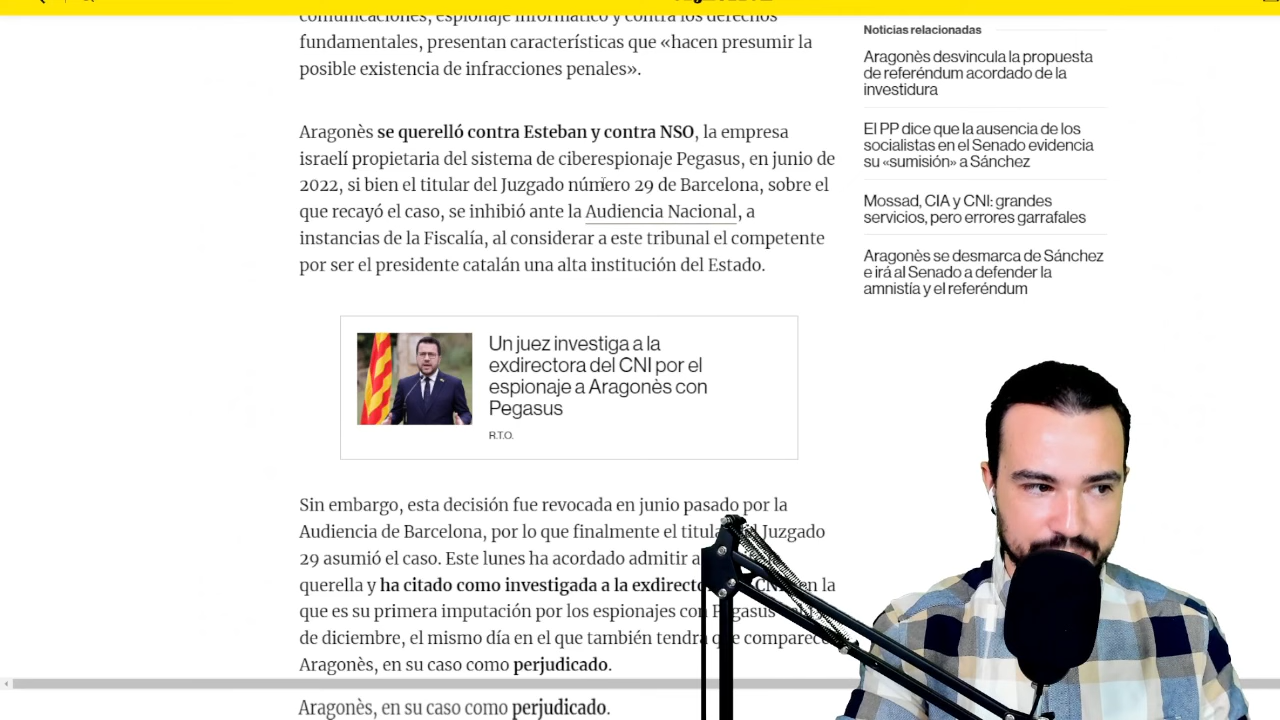 comunicaciones, espionaje informático y contra los derechos
fundamentales, presentan características que «hacen presumir la
posible existencia de infracciones penales».
Aragonès se querelló contra Esteban y contra NSO, la empresa
israelí propietaria del sistema de ciberespionaje Pegasus, en junio de
2022, si bien el titular del Juzgado número 29 de Barcelona, sobre el
que recayó el caso, se inhibió ante la Audiencia Nacional, a
instancias de la Fiscalía, al considerar a este tribunal el competente
por ser el presidente catalán una alta institución del Estado.
Un juez investiga a la
exdirectora del CNI por el
espionaje a Aragonès con
Pegasus
R.T.O.
Sin embargo, esta decisión fue revocada en junio pasado por la
Audiencia de Barcelona, por lo que finalmente el Juzgado
29 asumió el caso. Este lunes ha acordado admitir a
querella y ha citado como investigada a la en la
que es su primera imputación por los espionajes con
de diciembre, el mismo día en el que también tendrá
Aragonès, en su caso como perjudicado.
Aragonès, en su caso como perjudicado.
Noticias relacionadas
Aragonès desvincula la propuesta
de referéndum acordado de la
investidura
El PP dice que la ausencia de los
socialistas en el Senado evidencia
su «sumisión» a Sánchez
Mossad, CIA y CNI: grandes
servicios, pero errores garrafales
Aragonès se desmarca de Sánchez
e irá al Senado a defender la
amnistía y el referéndum